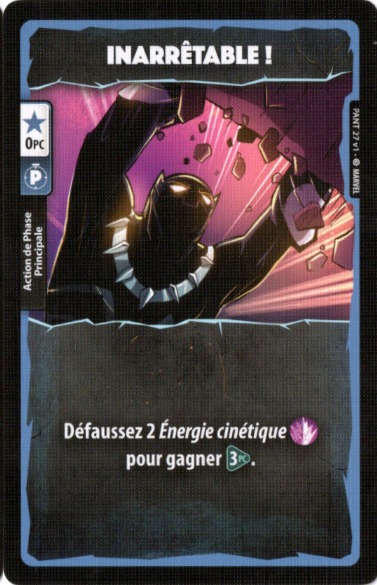 INARRÊTABLE !
0PC
P
Action de Phase
Principale
PANT 27 v1 - © MARVEL
Défaussez 2 Énergie cinétique
pour gagner 3PC.